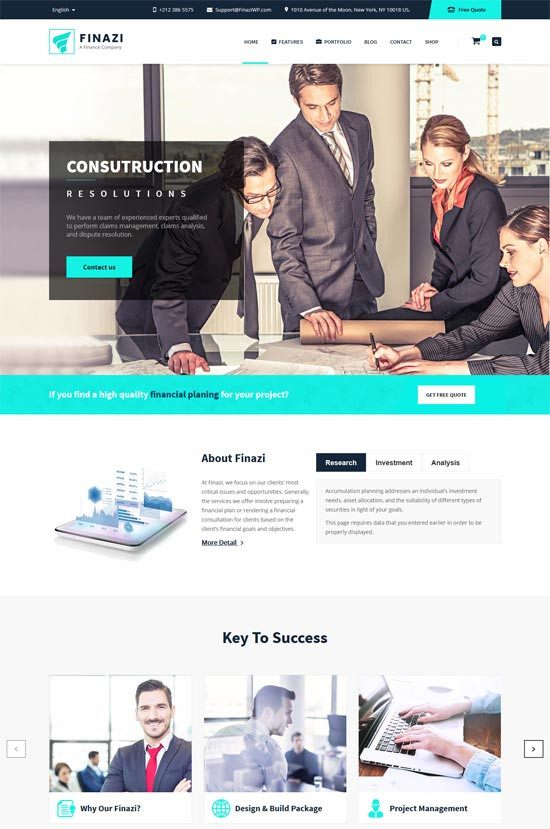 English
+212 386 5575
Support@FinaziWP.com
1010 Avenue of the Moon, New York, NY 10018 US.
Free Quote
FINAZI
A Finance Company
HOME
FEATURES
PORTFOLIO
BLOG
CONTACT
SHOP
CONSUTRUCTION
RESOLUTIONS
We have a team of experienced experts qualified
to perform claims management, claims analysis,
and dispute resolution.
Contact us
If you find a high quality financial planing for your project?
GET FREE QUOTE
About Finazi
At Finazi, we focus on our clients' most
critical issues and opportunities. Generally,
the services we offer involve preparing a
financial plan or rendering a financial
consultation for clients based on the
client's financial goals and objectives.
More Detail >
Research
Investment
Analysis
Accumulation planning addresses an individual's investment
needs, asset allocation, and the suitability of different types of
securities in light of your goals.
This page requires data that you entered earlier in order to be
properly displayed.
Key To Success
Why Our Finazi?
Design & Build Package
Project Management